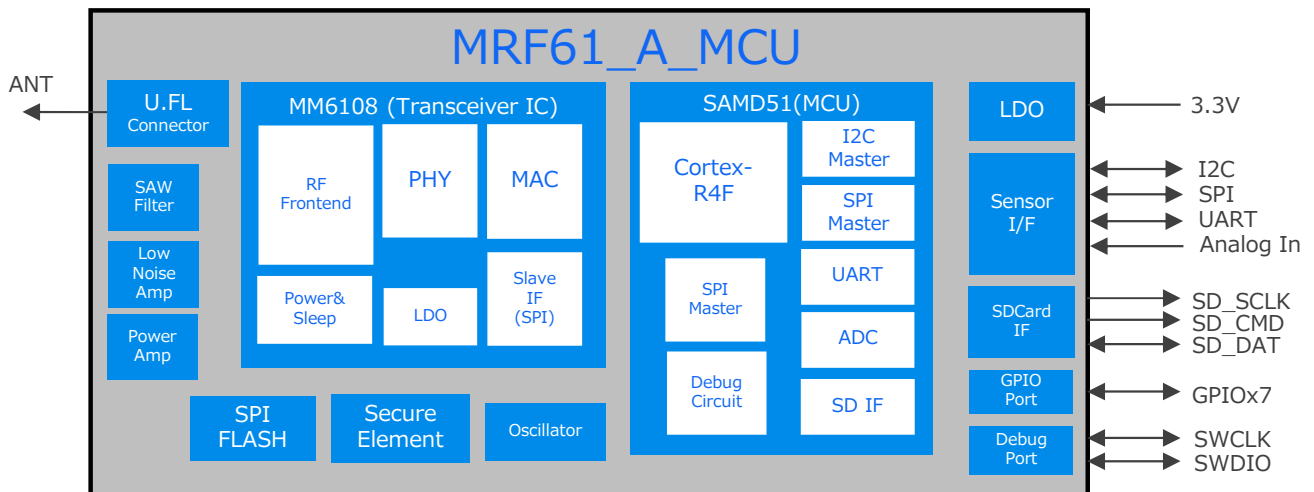 MRF61_A_MCU
ANT
U.FL
Connector
SAW
Filter
Low
Noise
Amp
Power
Amp
MM6108 (Transceiver IC)
RF
Frontend
PHY
MAC
Power&
Sleep
LDO
Slave
IF
(SPI)
SPI
FLASH
Secure
Element
Oscillator
SAMD51(MCU)
Cortex-
R4F
I2C
Master
SPI
Master
SPI
Master
UART
ADC
Debug
Circuit
SD IF
LDO
Sensor
I/F
SDCard
IF
GPIO
Port
Debug
Port
3.3V
I2C
SPI
UART
Analog In
SD_SCLK
SD_CMD
SD_DAT
GPIOx7
SWCLK
SWDIO